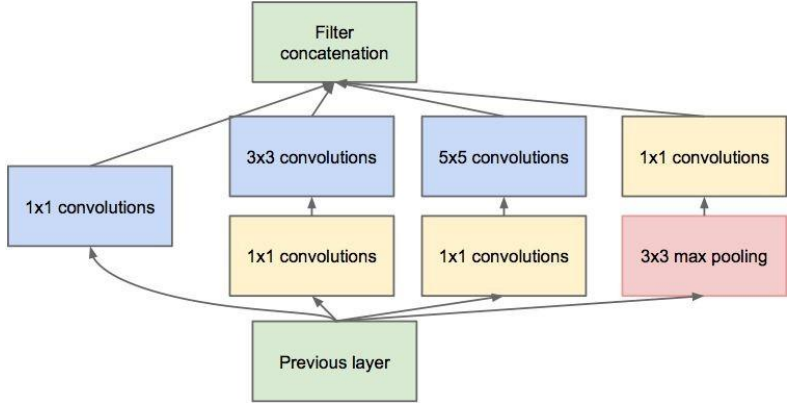 Filter
concatenation
3x3 convolutions
5x5 convolutions
1x1 convolutions
1x1 convolutions
1x1 convolutions
1x1 convolutions
3x3 max pooling
Previous layer